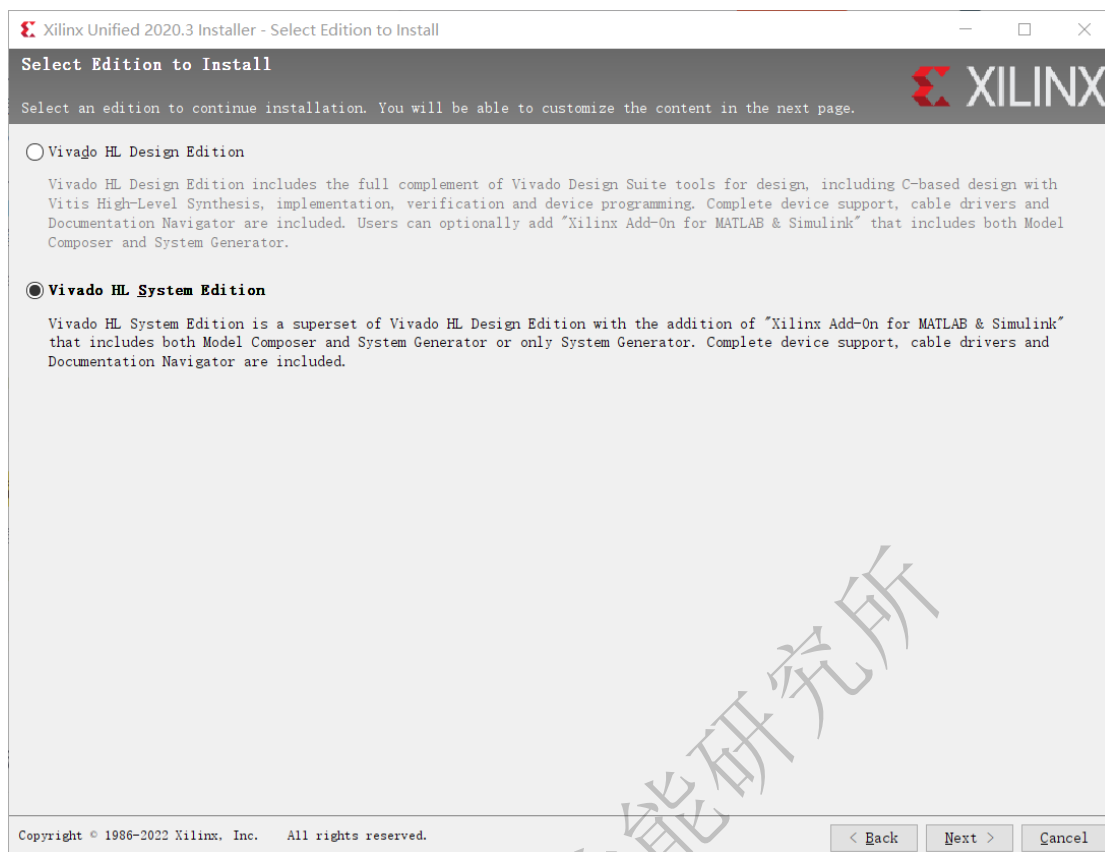 Xilinx Unified 2020.3 Installer - Select Edition to Install
Select Edition to Install
XILINX
Select an edition to continue installation. You will be able to customize the content in the next page.
Vivado HL Design Edition
Vivado HL Design Edition includes the full complement of Vivado Design Suite tools for design, including C-based design with
Vitis High-Level Synthesis, implementation, verification and device programming. Complete device support, cable drivers and
Documentation Navigator are included. Users can optionally add "Xilinx Add-On for MATLAB & Simulink" that includes both Model
Composer and System Generator.
Vivado HL System Edition
Vivado HL System Edition is a superset of Vivado HL Design Edition with the addition of "Xilinx Add-On for MATLAB & Simulink"
that includes both Model Composer and System Generator or only System Generator. Complete device support, cable drivers and
Documentation Navigator are included.
能研究所
Copyright © 1986-2022 Xilinx, Inc. All rights reserved.
< Back
Next >
Cancel